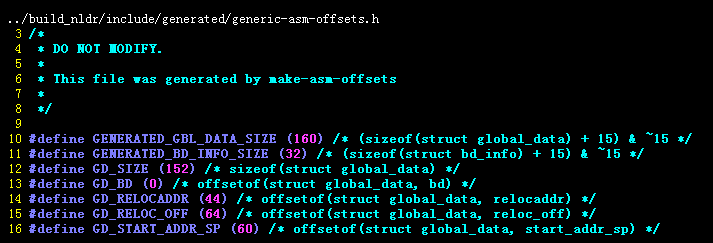 ../build_nldr/include/generated/generic-asm-offsets.h
3 /*
4  * DO NOT MODIFY.
5  *
6  * This file was generated by make-asm-offsets
7  *
8  */
9
10 #define GENERATED_GBL_DATA_SIZE (160) /* (sizeof(struct global_data) + 15) & ~15 */
11 #define GENERATED_BD_INFO_SIZE (32) /* (sizeof(struct bd_info) + 15) & ~15 */
12 #define GD_SIZE (152) /* sizeof(struct global_data) */
13 #define GD_BD (0) /* offsetof(struct global_data, bd) */
14 #define GD_RELOCADDR (44) /* offsetof(struct global_data, relocaddr) */
15 #define GD_RELOC_OFF (64) /* offsetof(struct global_data, reloc_off) */
16 #define GD_START_ADDR_SP (60) /* offsetof(struct global_data, start_addr_sp) */